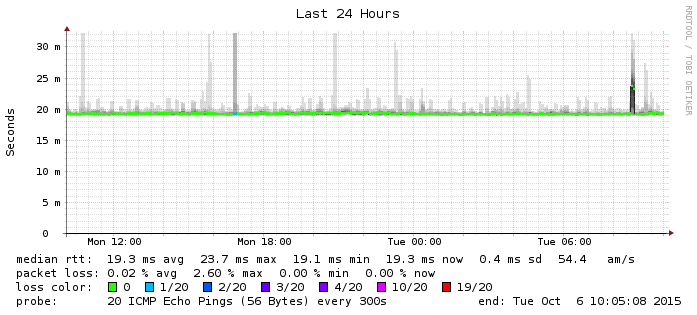 Last 24 Hours
RRDTOOL / TOBI OETIKER
Seconds
30 m
25 m
20 m
15 m
10 m
5 m
0
Mon 12:00 Mon 18:00 Tue 00:00 Tue 06:00
median rtt: 19.3 ms avg 23.7 ms max 19.1 ms min 19.3 ms now 0.4 ms sd 54.4 am/s
packet loss: 0.02 % avg 2.60 % max 0.00 % min 0.00 % now
loss color: 0 1/20 2/20 3/20 4/20 10/20 19/20
probe: 20 ICMP Echo Pings (56 Bytes) every 300s end: Tue Oct 6 10:05:08 2015